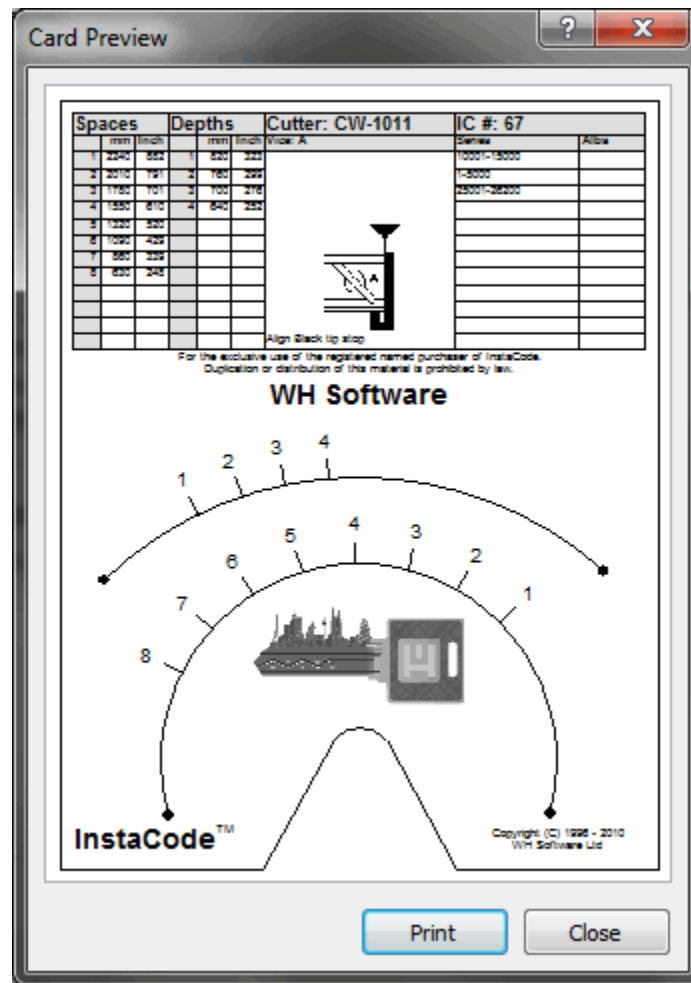 Card Preview
Spaces Depths Cutter: CW-1011 IC #: 67
mm Inch mm Inch Vice: A Series
1 2240 882 1 820 323 10001-15000
2 2010 791 2 760 299 1-5000
3 1780 701 3 700 276 25001-26200
4 1550 610 4 640 252
5 1320 520
6 1090 429
7 860 339
8 630 248
A
Align Black tip stop
For the exclusive use of the registered named purchaser of InstaCode.
Duplication or distribution of this material is prohibited by law.
WH Software
1 2 3 4
8 7 6 5 4 3 2 1
InstaCode™
Copyright (C) 1996 - 2010
WH Software Ltd
Print Close